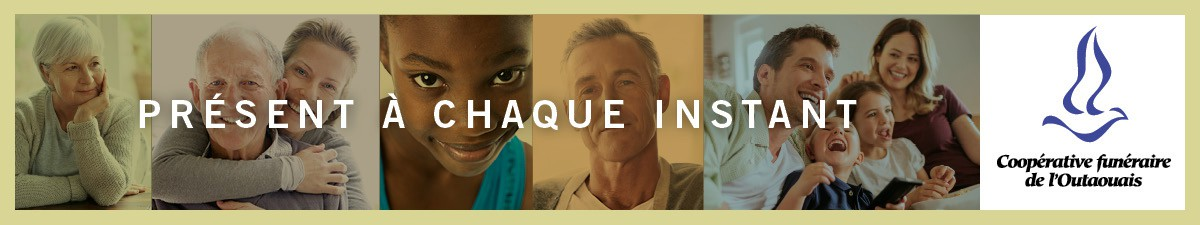 PRÉSENT À CHAQUE INSTANT
Coopérative funéraire
de l'Outaouais